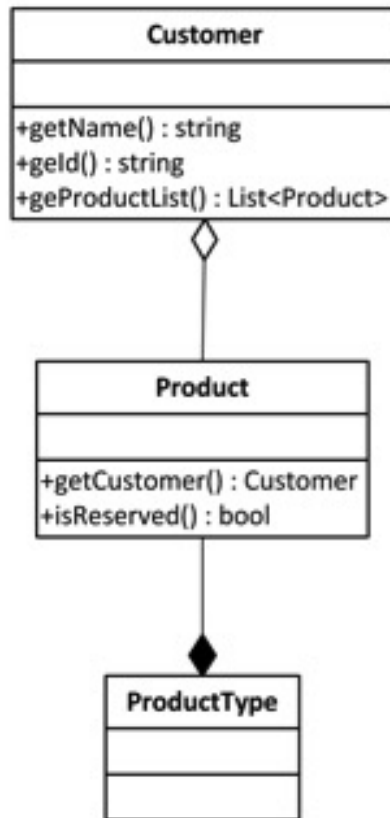 Customer
+getName() : string
+geId() : string
+geProductList() : List<Product>
Product
+getCustomer() : Customer
+isReserved() : bool
ProductType